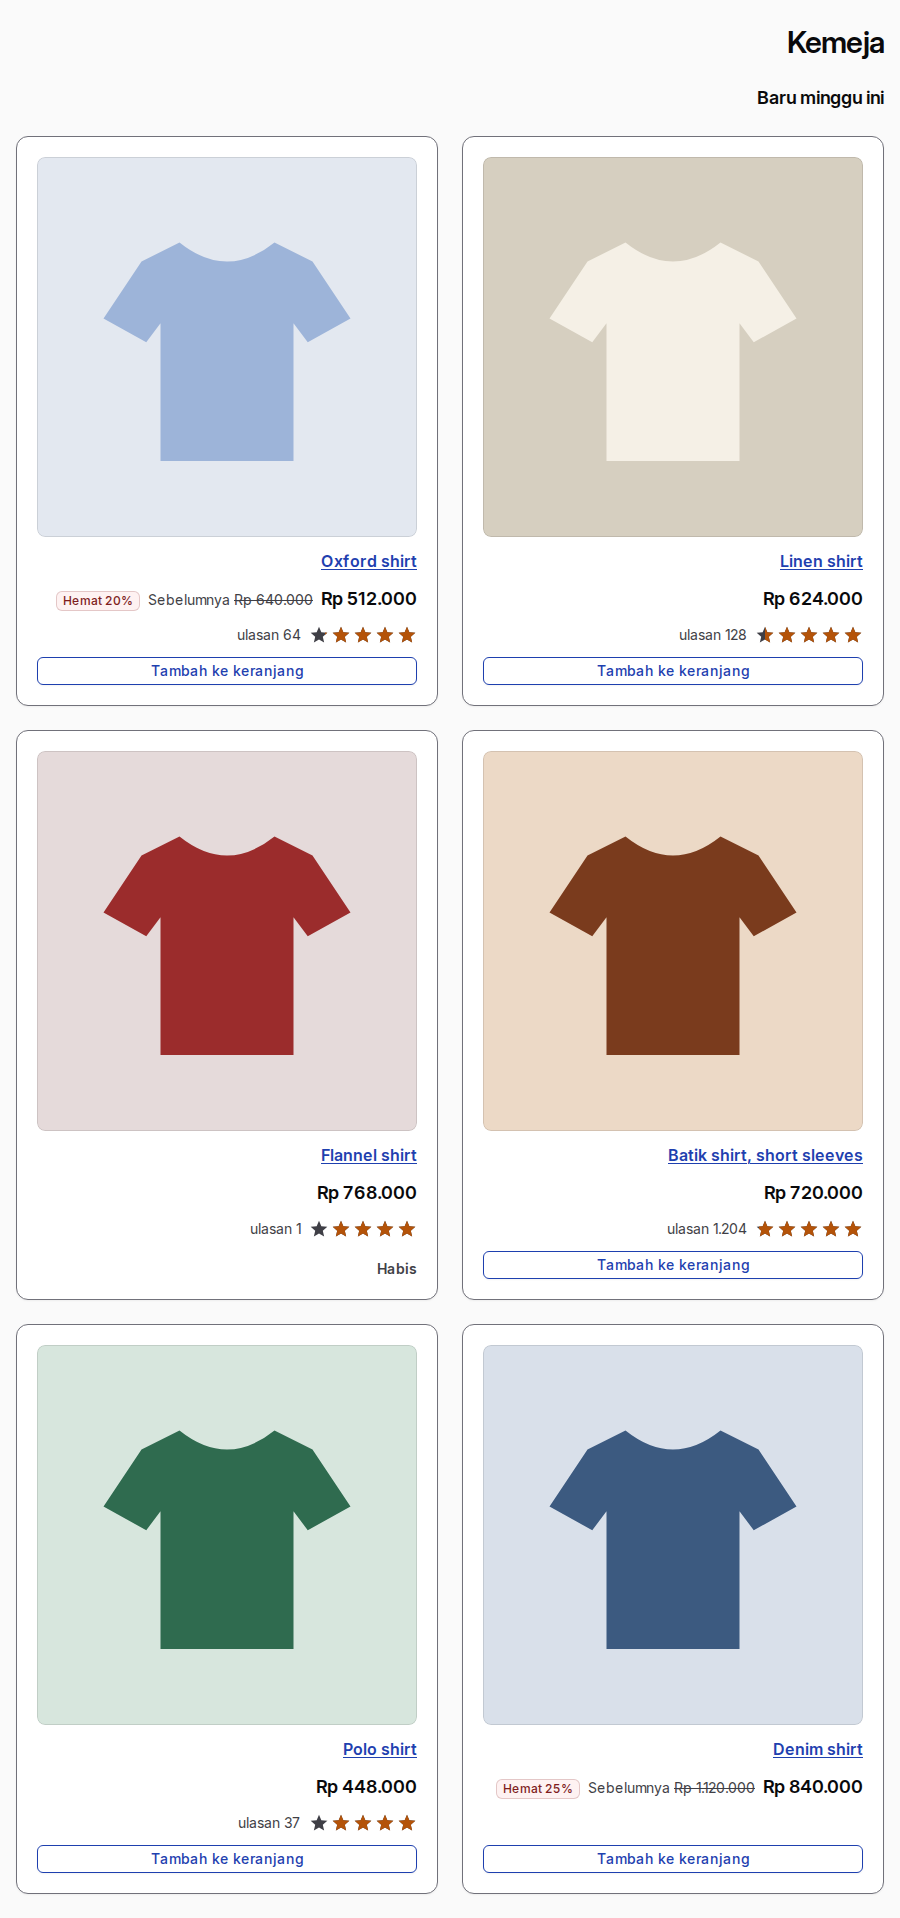 Kemeja
Baru minggu ini
Oxford shirt
Hemat 20% Sebelumnya Rp 640.000 Rp 512.000
ulasan 64
Tambah ke keranjang
Linen shirt
Rp 624.000
ulasan 128
Tambah ke keranjang
Flannel shirt
Rp 768.000
ulasan 1
Habis
Batik shirt, short sleeves
Rp 720.000
ulasan 1.204
Tambah ke keranjang
Polo shirt
Rp 448.000
ulasan 37
Tambah ke keranjang
Denim shirt
Hemat 25% Sebelumnya Rp 1.120.000 Rp 840.000
Tambah ke keranjang